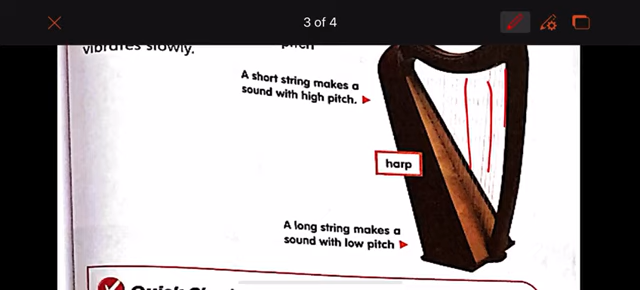 3 of 4
vibrates slowly.
pitch
A short string makes a
sound with high pitch.
harp
A long string makes a
sound with low pitch